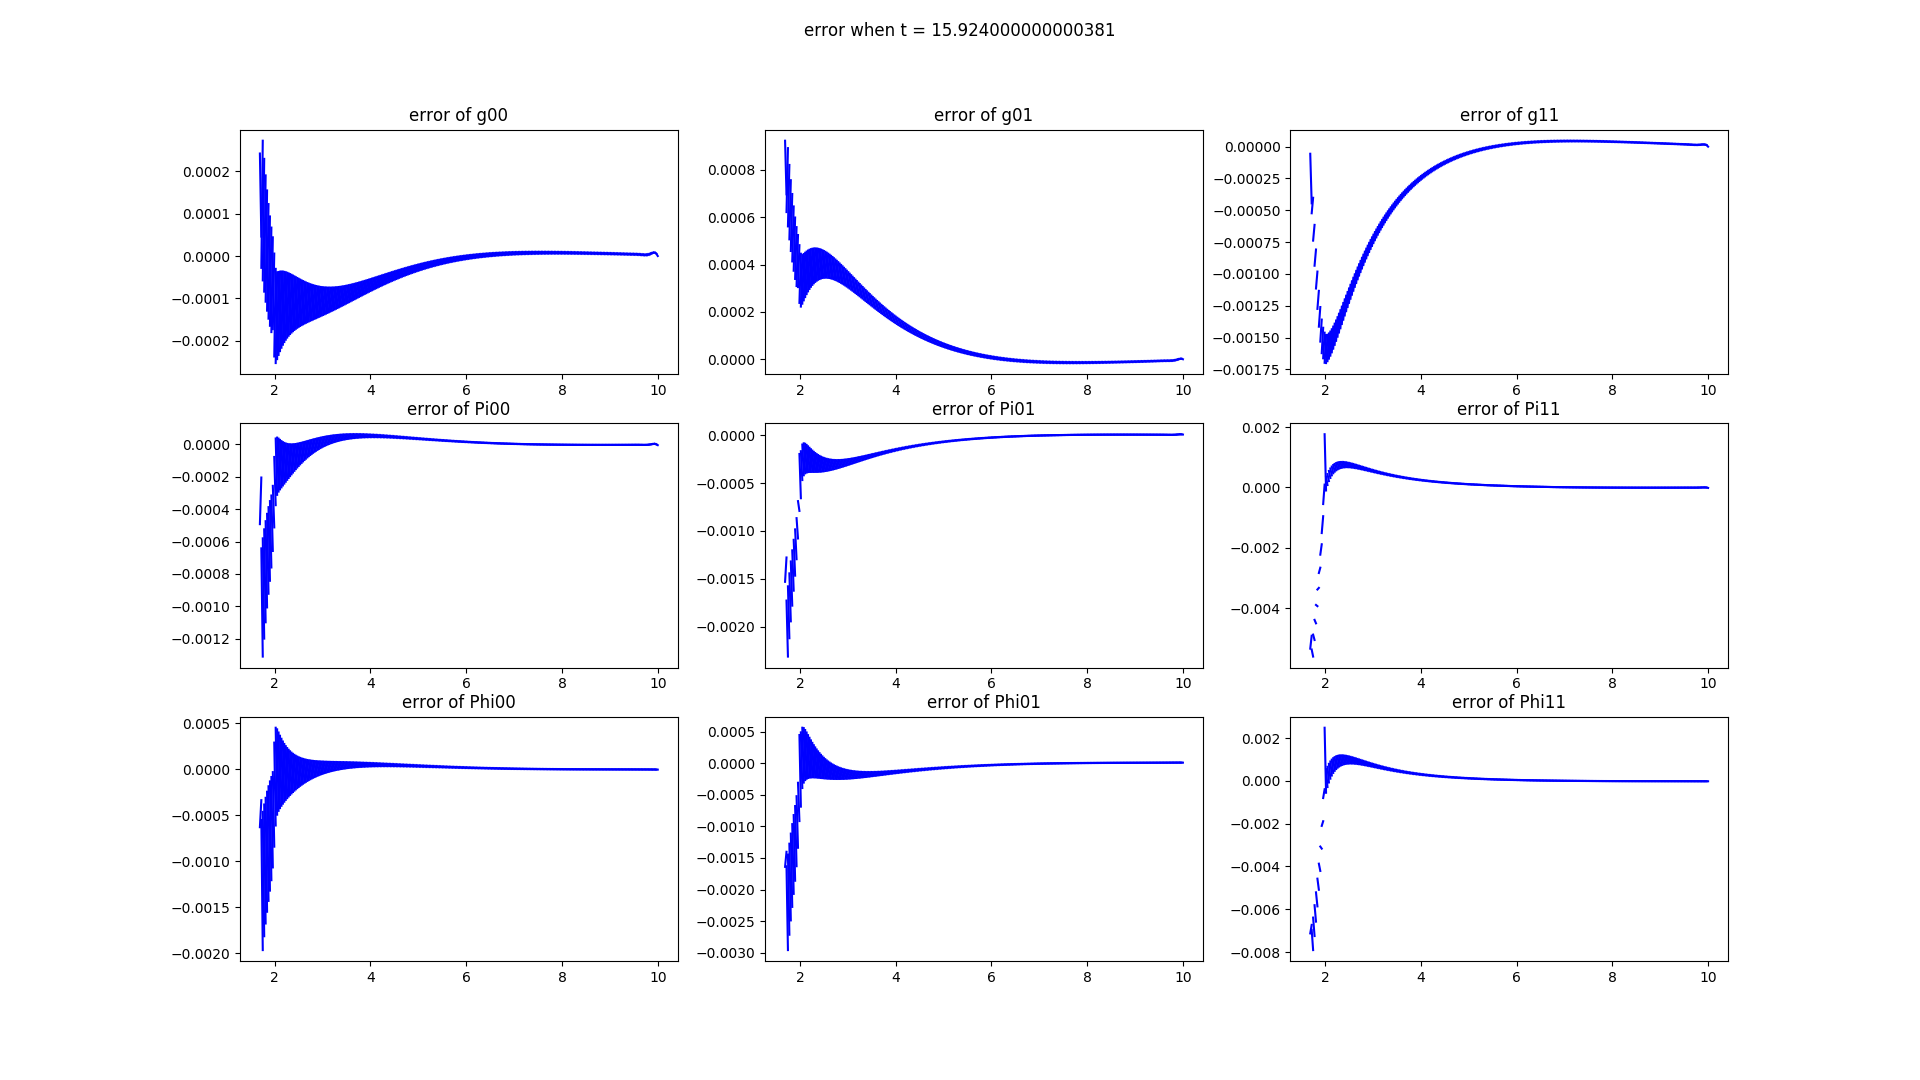 error when t = 15.924000000000381
error of g00
error of g01
error of g11
0.0002
0.0001
0.0000
−0.0001
−0.0002
2 4 6 8 10
0.0008
0.0006
0.0004
0.0002
0.0000
2 4 6 8 10
0.00000
−0.00025
−0.00050
−0.00075
−0.00100
−0.00125
−0.00150
−0.00175
2 4 6 8 10
error of Pi00
error of Pi01
error of Pi11
0.0000
−0.0002
−0.0004
−0.0006
−0.0008
−0.0010
−0.0012
2 4 6 8 10
0.0000
−0.0005
−0.0010
−0.0015
−0.0020
2 4 6 8 10
0.002
0.000
−0.002
−0.004
2 4 6 8 10
error of Phi00
error of Phi01
error of Phi11
0.0005
0.0000
−0.0005
−0.0010
−0.0015
−0.0020
2 4 6 8 10
0.0005
0.0000
−0.0005
−0.0010
−0.0015
−0.0020
−0.0025
−0.0030
2 4 6 8 10
0.002
0.000
−0.002
−0.004
−0.006
−0.008
2 4 6 8 10